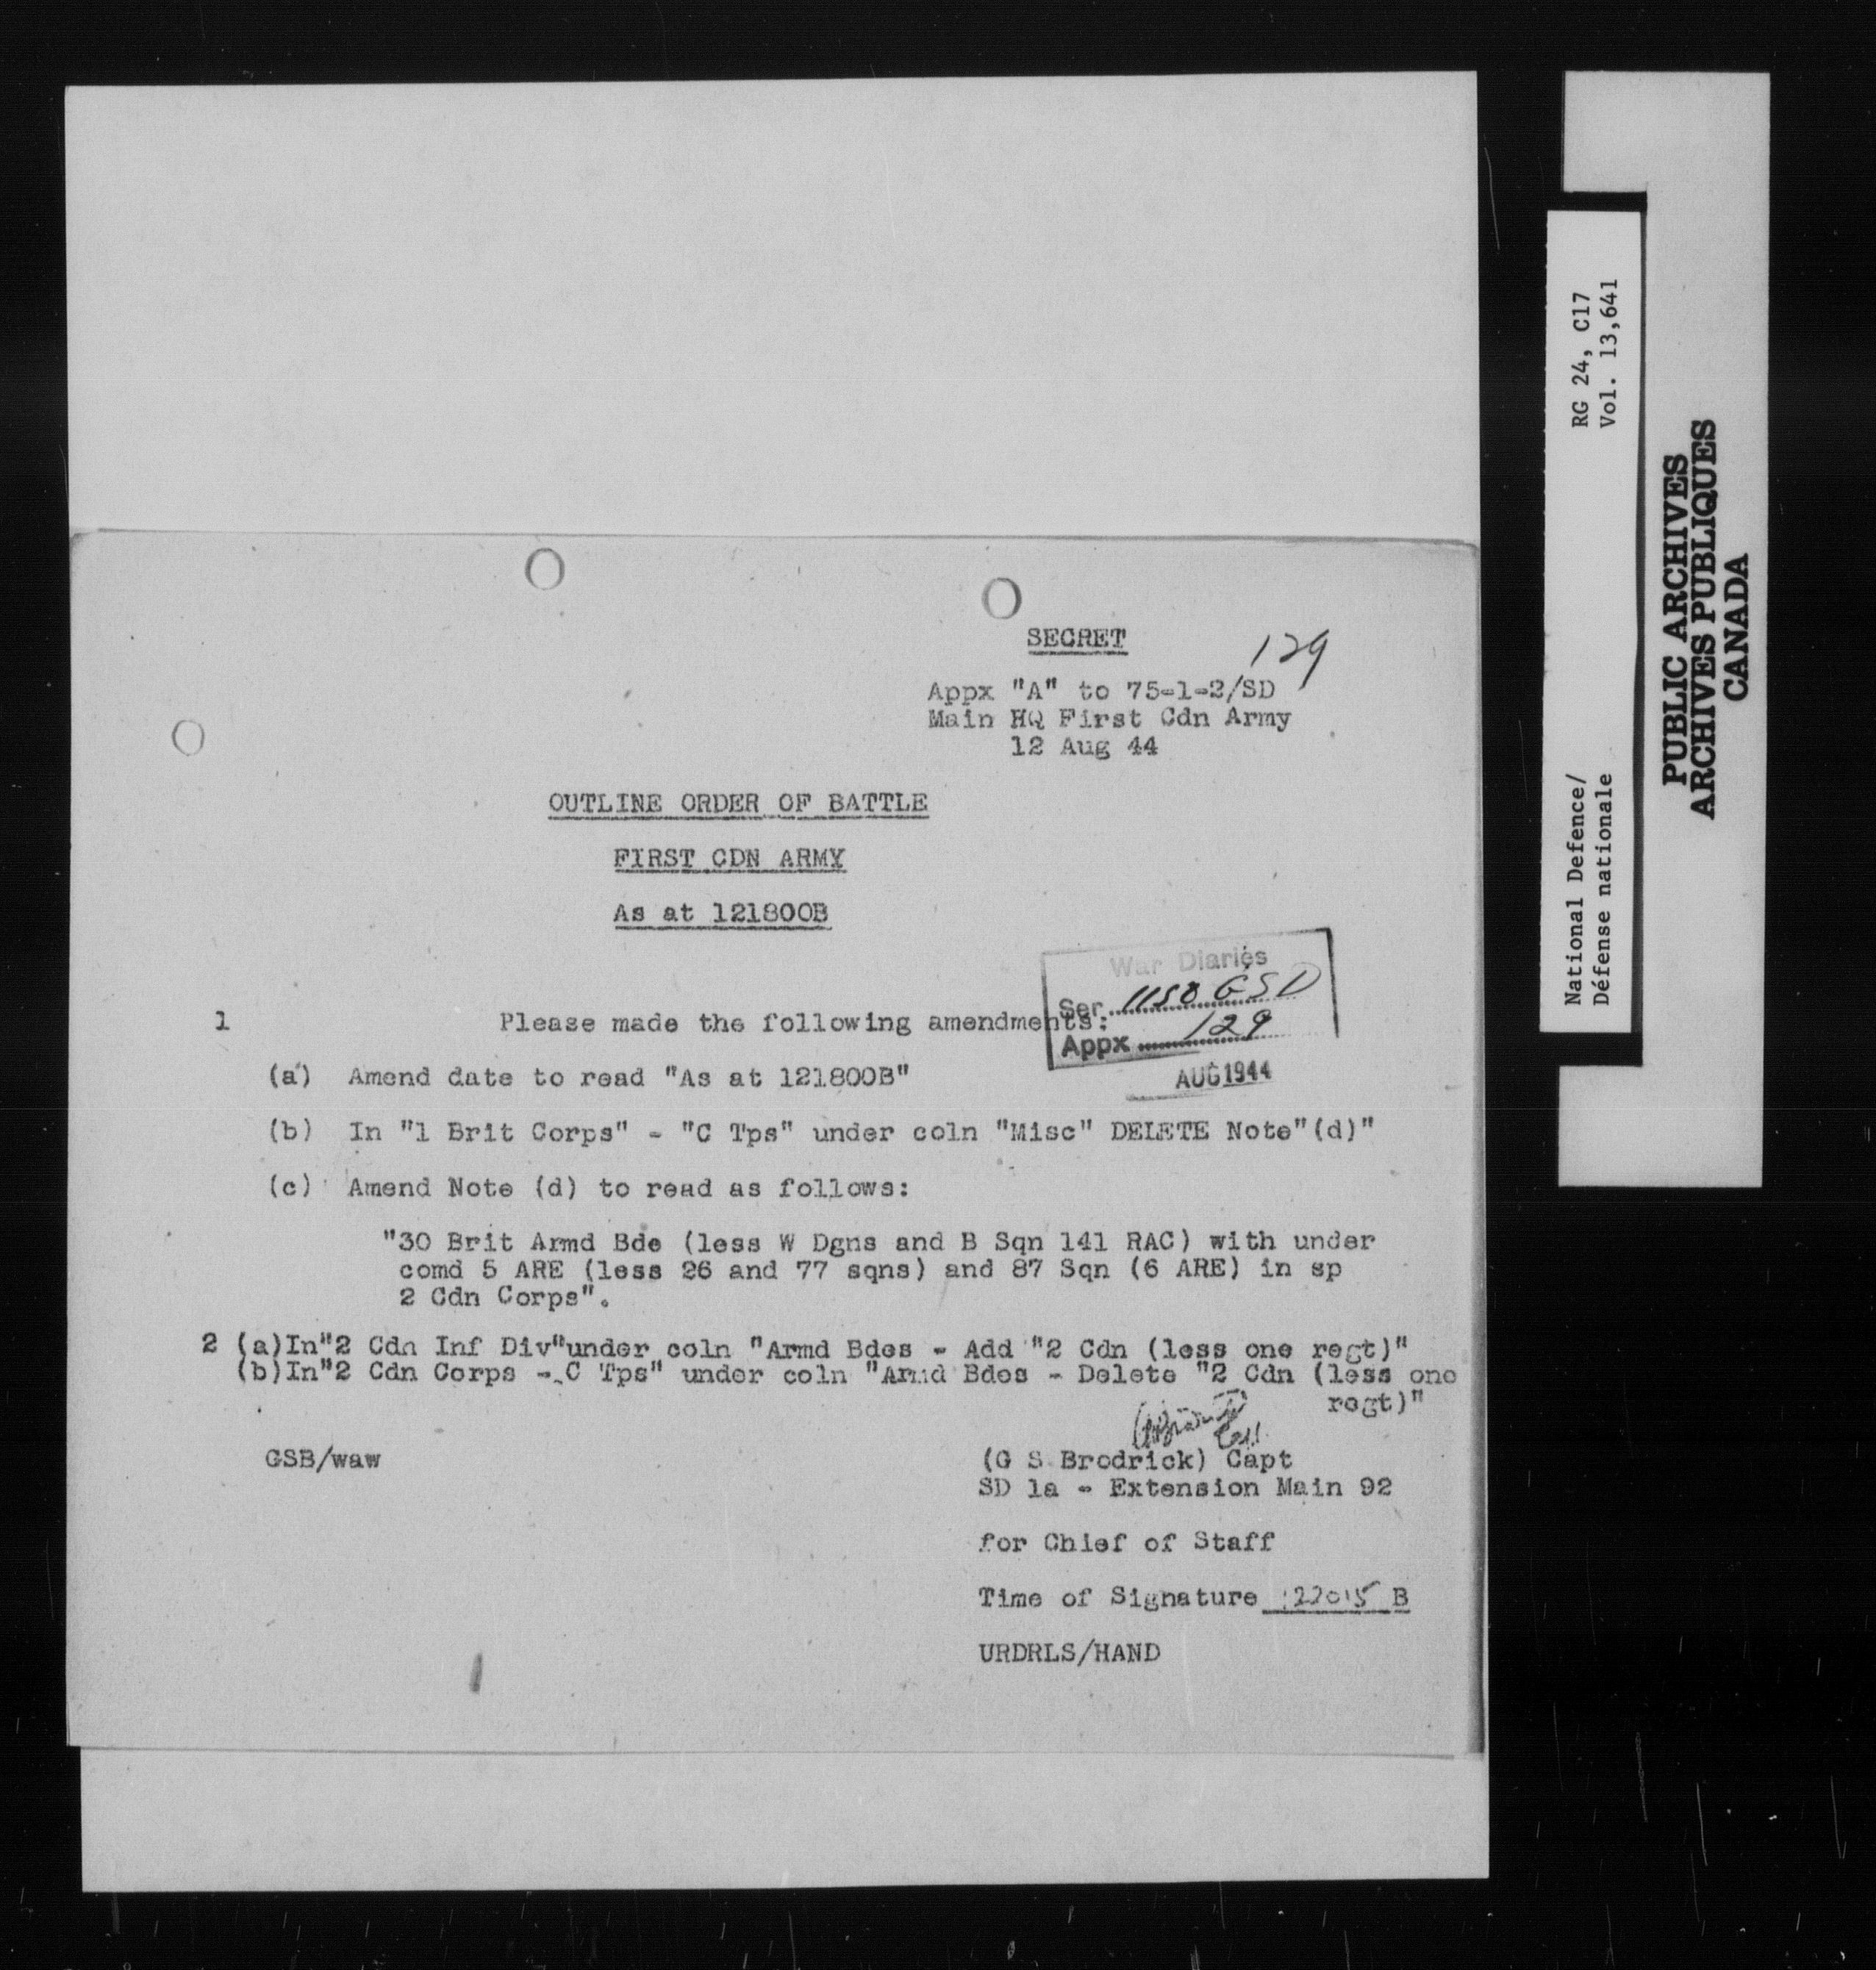 SECRET
129
Appx "A" to 75-1-2/SD
Main HQ First Cdn Army
12 Aug 44
OUTLINE ORDER OF BATTLE
FIRST CDN ARMY
As at 121800B
War Diaries
Ser 1150 GSD
Appx 129
AUG 1944
1 Please made the following amendments:
(a) Amend date to read "As at 121800B"
(b) In "1 Brit Corps" - "C Tps" under coln "Misc" DELETE Note"(d)"
(c) Amend Note (d) to read as follows:
"30 Brit Armd Bde (less W Dgns and B Sqn 141 RAC) with under
comd 5 ARE (less 26 and 77 sqns) and 87 Sqn (6 ARE) in sp
2 Cdn Corps".
2 (a)In"2 Cdn Inf Div"under coln "Armd Bdes - Add "2 Cdn (less one regt)"
(b)In"2 Cdn Corps - C Tps" under coln "Armd Bdes - Delete "2 Cdn (less one
regt)"
GSB/waw
(G S Brodrick) Capt
SD 1a - Extension Main 92
for Chief of Staff
Time of Signature 122015 B
URDRLS/HAND
National Defence/
Défense nationale
RG 24, C17
Vol. 13,641
PUBLIC ARCHIVES
ARCHIVES PUBLIQUES
CANADA